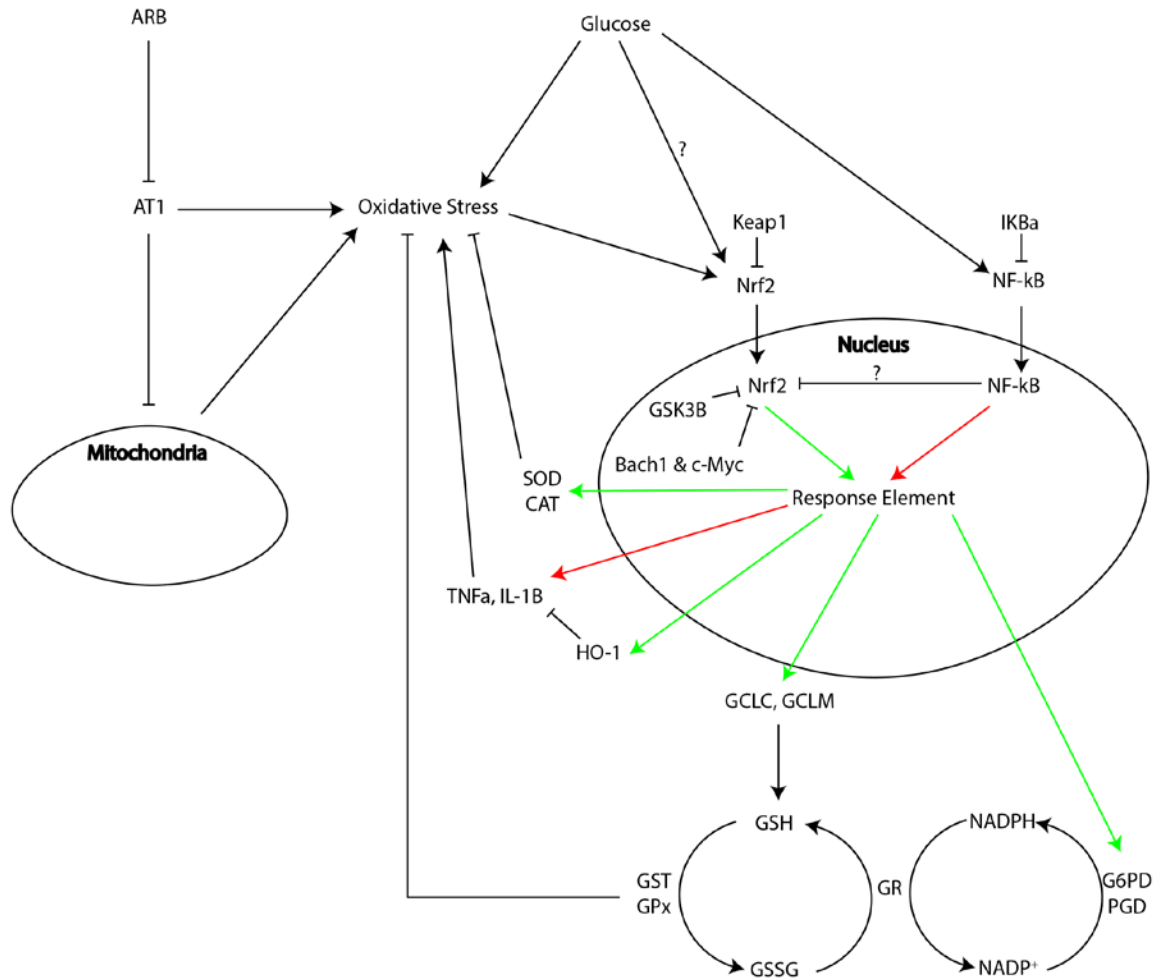 ARB
Glucose
?
AT1
Oxidative Stress
Keap1
IKBa
Nrf2
NF-kB
Nucleus
?
Nrf2
NF-kB
GSK3B
Mitochondria
Bach1 & c-Myc
SOD
CAT
Response Element
TNFa, IL-1B
HO-1
GCLC, GCLM
GSH
NADPH
GST
GPx
GR
G6PD
PGD
GSSG
NADP⁺